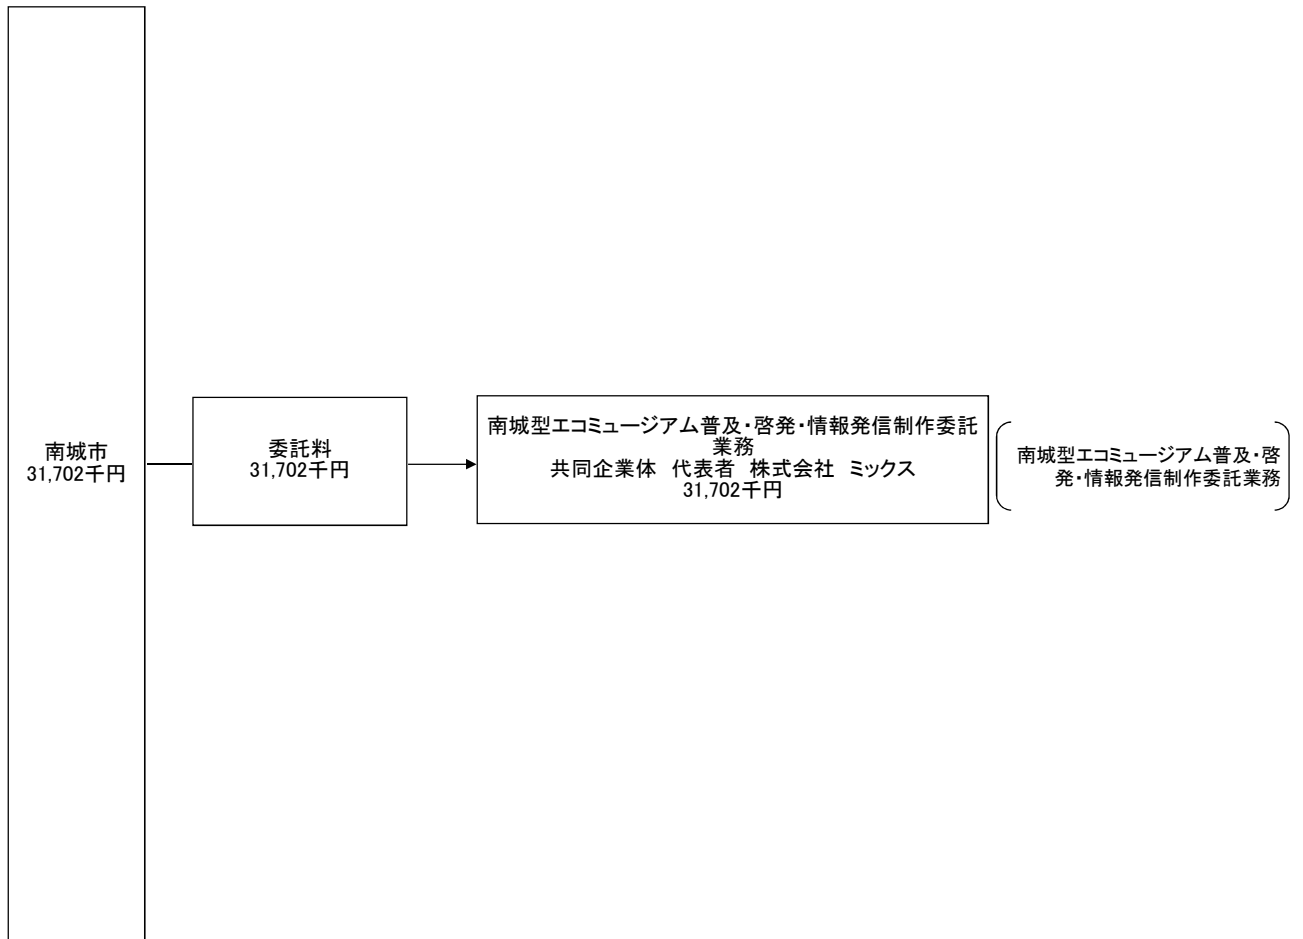 南城市
31,702千円
委託料
31,702千円
南城型エコミュージアム普及・啓発・情報発信制作委託
業務
共同企業体　代表者　株式会社　ミックス
31,702千円
南城型エコミュージアム普及・啓
発・情報発信制作委託業務